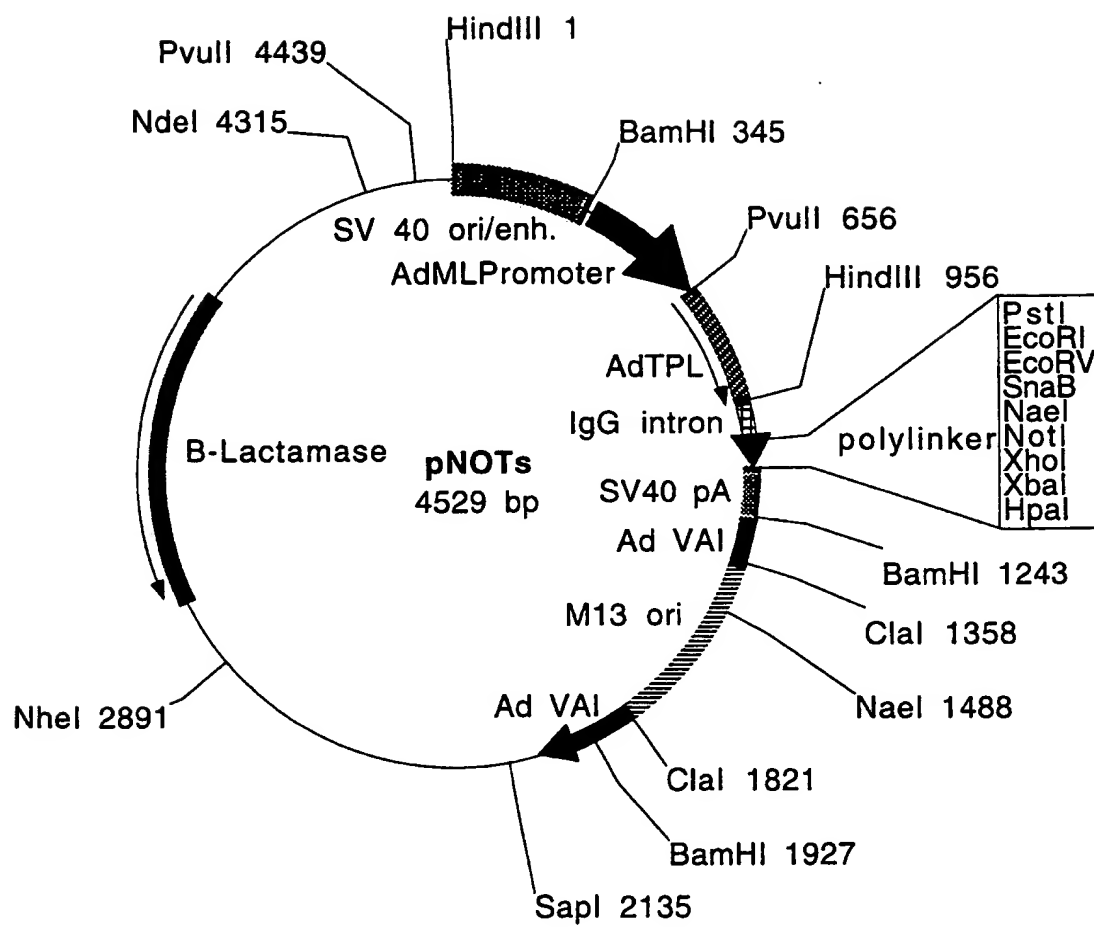 HindIII 1
PvuII 4439
NdeI 4315
BamHI 345
SV 40 ori/enh.
AdMLPromoter
PvuII 656
HindIII 956
PstI
EcoRI
EcoRV
SnaB
NaeI
NotI
XhoI
XbaI
HpaI
AdTPL
IgG intron
polylinker
B-Lactamase
pNOTs
4529 bp
SV40 pA
Ad VAI
BamHI 1243
M13 ori
ClaI 1358
NheI 2891
Ad VAI
NaeI 1488
ClaI 1821
BamHI 1927
SapI 2135